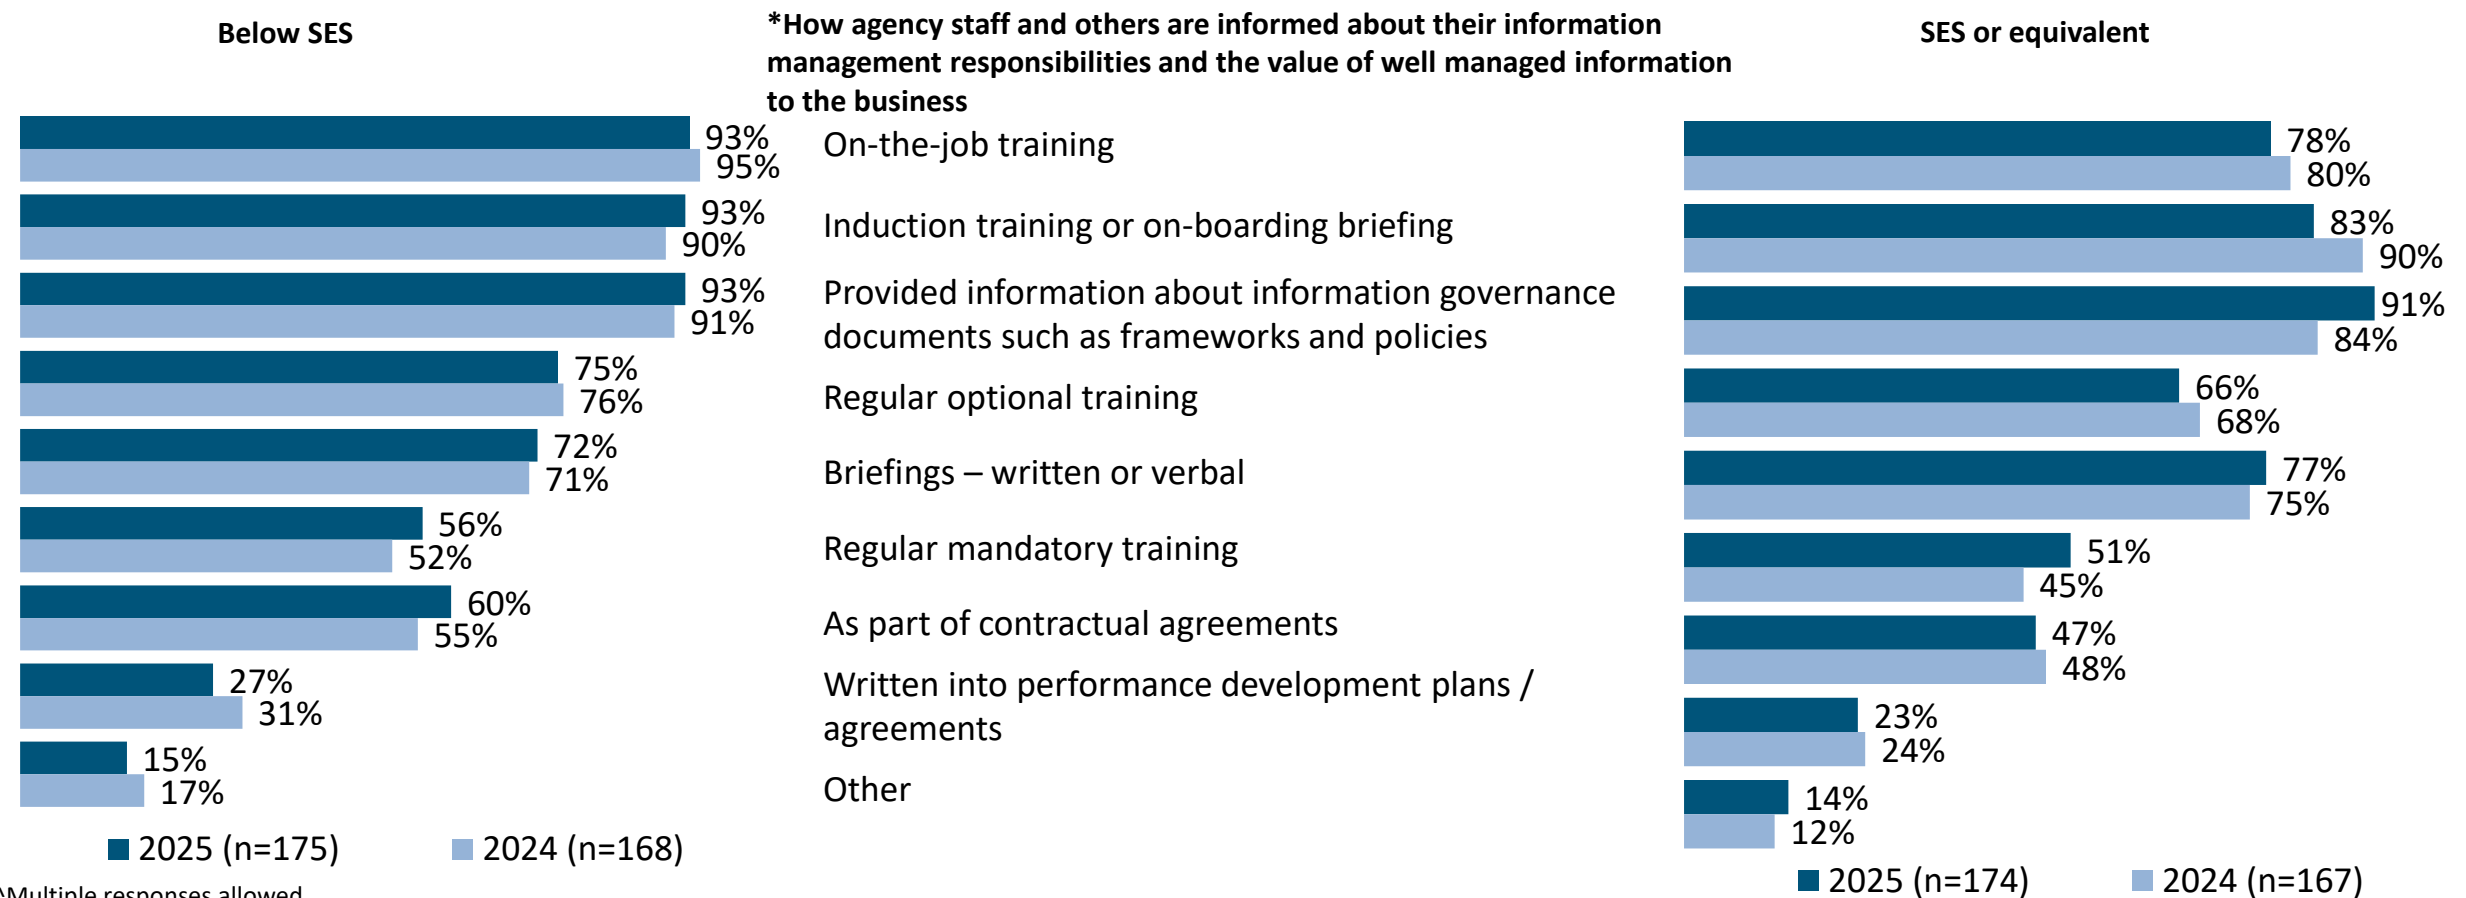 Below SES
*How agency staff and others are informed about their information
management responsibilities and the value of well managed information
to the business
SES or equivalent
93%
95%
On-the-job training
78%
80%
93%
90%
Induction training or on-boarding briefing
83%
90%
93%
91%
Provided information about information governance
documents such as frameworks and policies
91%
84%
75%
76%
Regular optional training
66%
68%
72%
71%
Briefings – written or verbal
77%
75%
56%
52%
Regular mandatory training
51%
45%
60%
55%
As part of contractual agreements
47%
48%
27%
31%
Written into performance development plans /
agreements
23%
24%
15%
17%
Other
14%
12%
2025 (n=175)
2024 (n=168)
2025 (n=174)
2024 (n=167)
^Multiple responses allowed